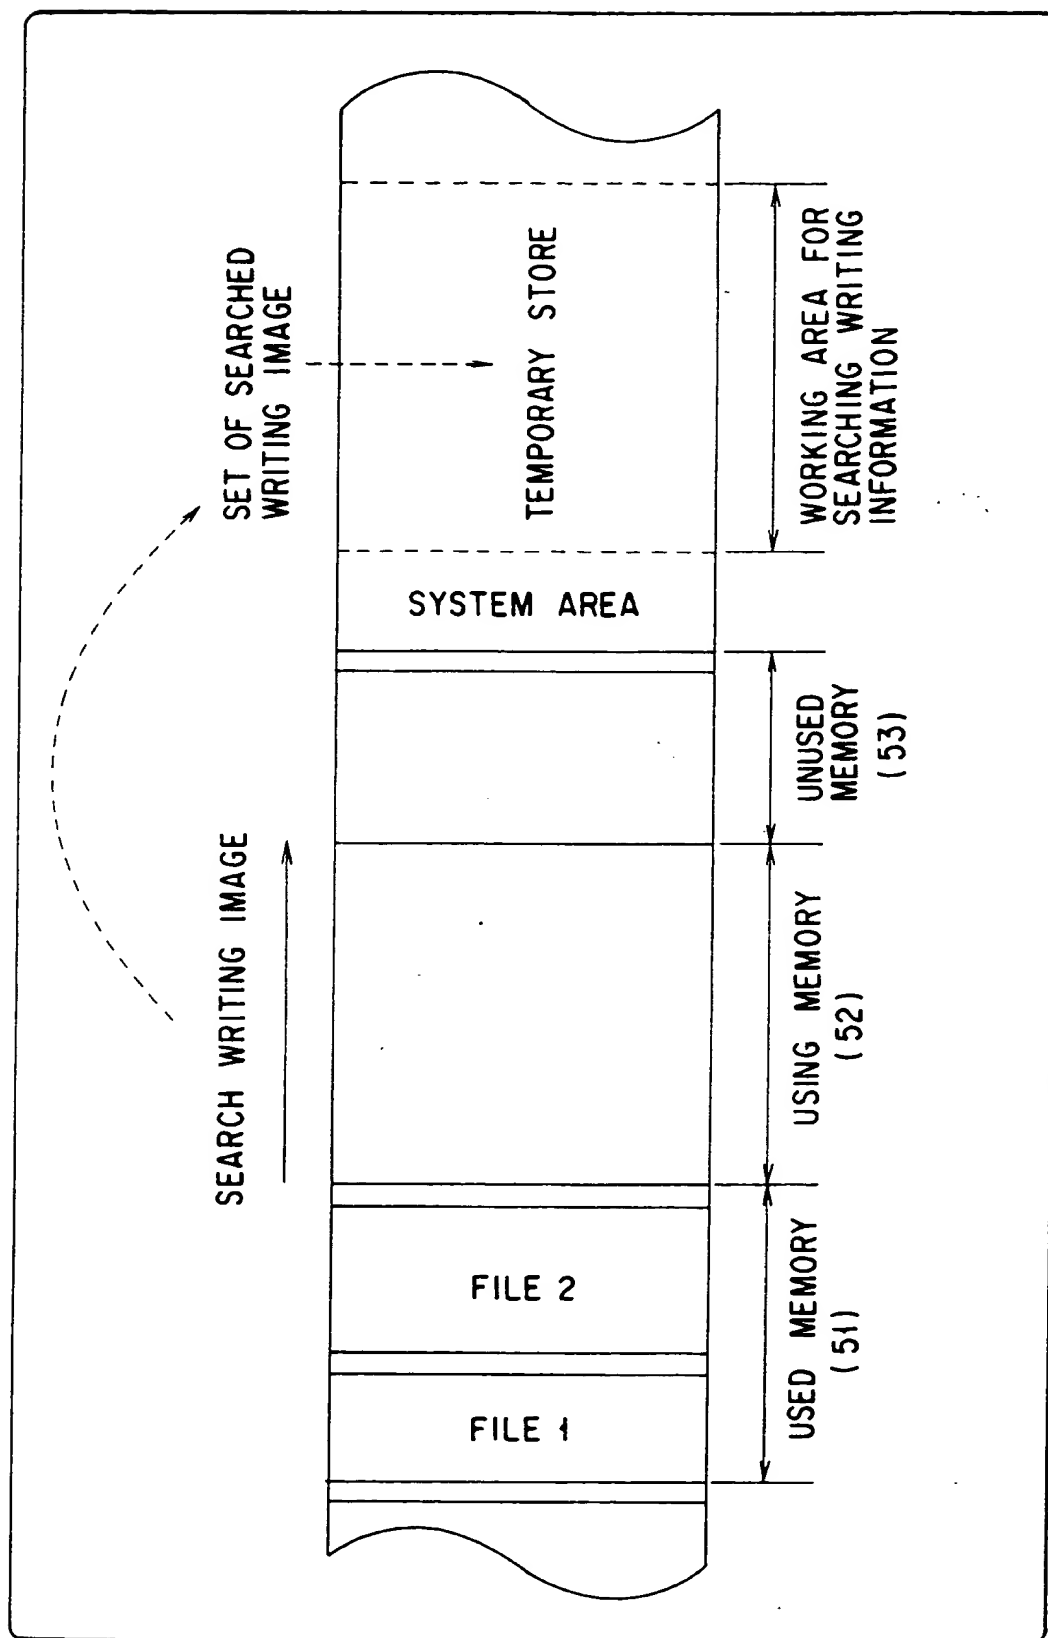 SET OF SEARCHED
WRITING IMAGE
SEARCH WRITING IMAGE
TEMPORARY STORE
SYSTEM AREA
FILE 2
FILE 1
WORKING AREA FOR
SEARCHING WRITING
INFORMATION
UNUSED
MEMORY
(53)
USING MEMORY
(52)
USED MEMORY
(51)